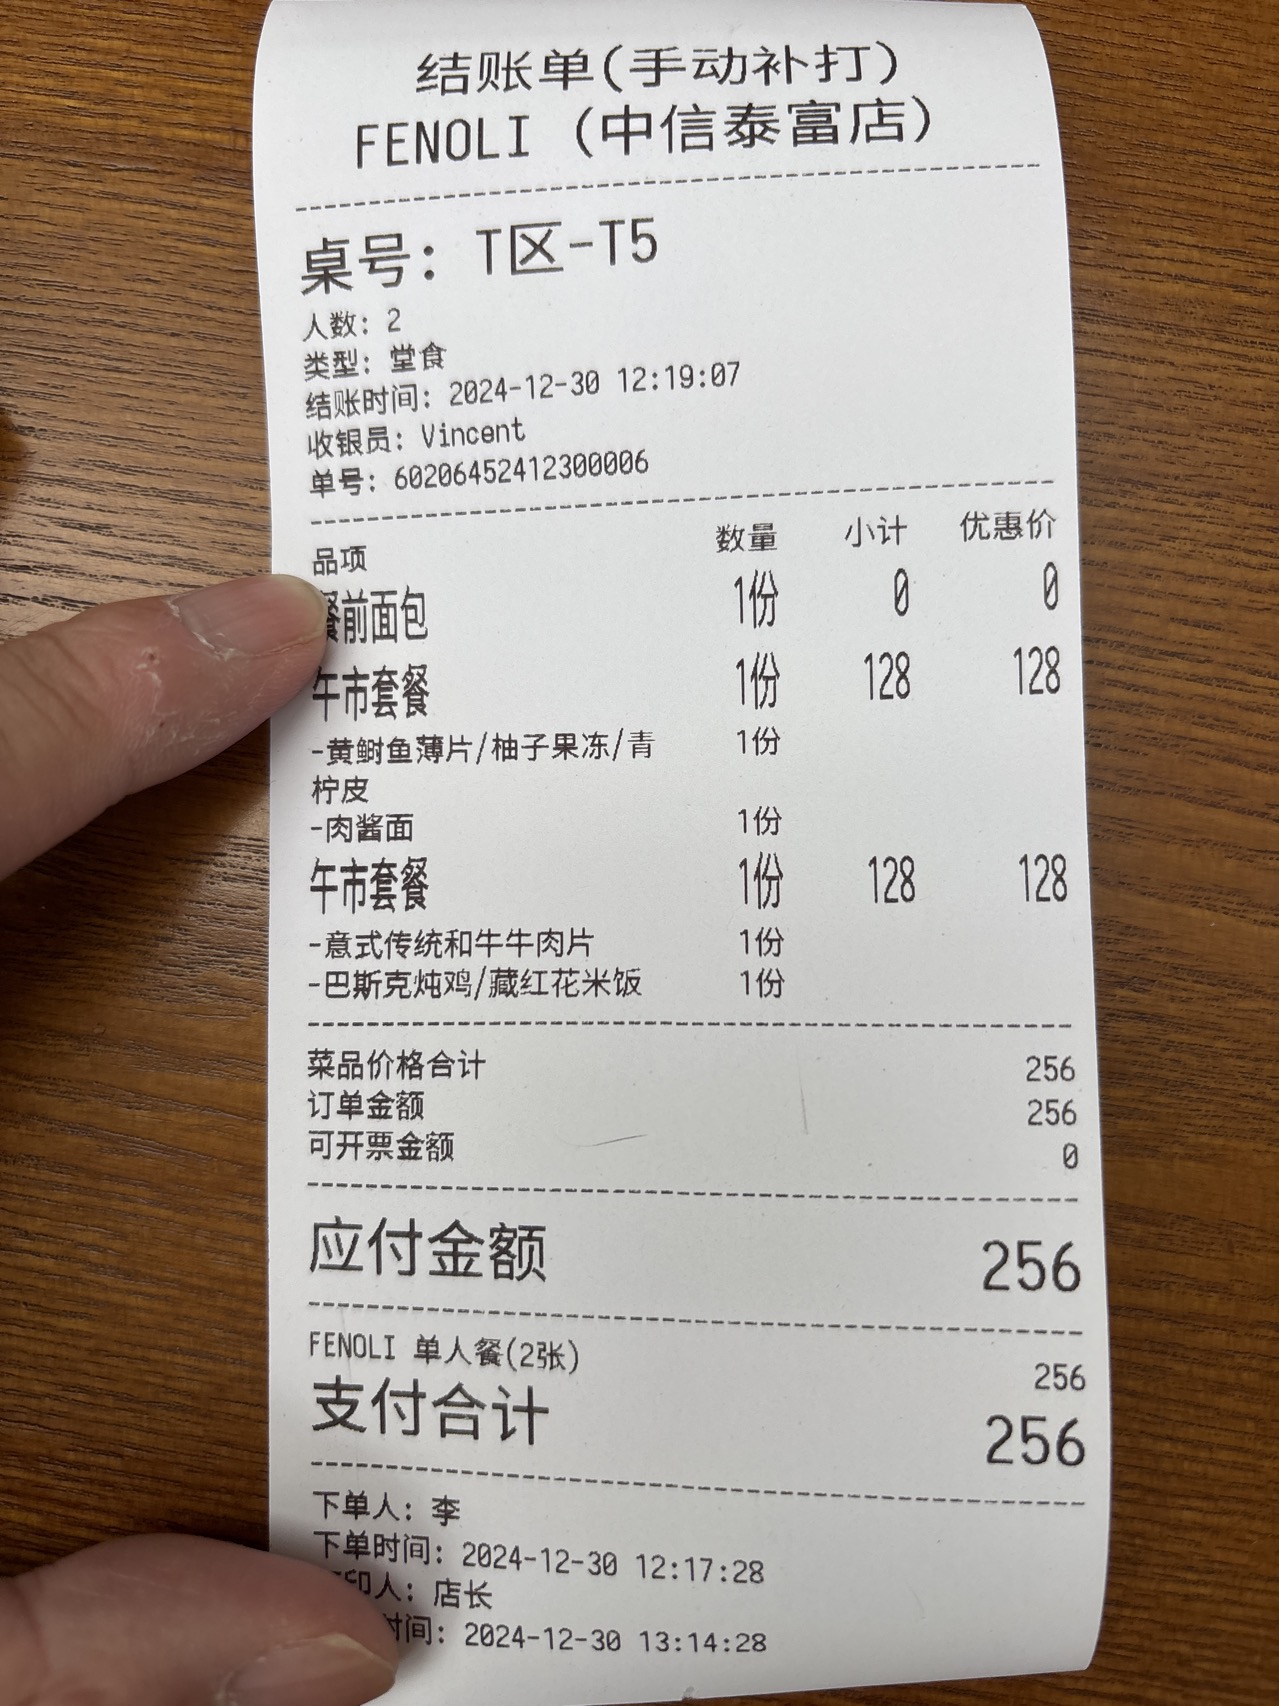 结账单(手动补打)
FENOLI (中信泰富店)
桌号: T区-T5
人数: 2
类型: 堂食
结账时间: 2024-12-30 12:19:07
收银员: Vincent
单号: 60206452412300006
品项 数量 小计 优惠价
餐前面包 1份 0 0
午市套餐 1份 128 128
-黄鲥鱼薄片/柚子果冻/青 1份
柠皮
-肉酱面 1份
午市套餐 1份 128 128
-意式传统和牛牛肉片 1份
-巴斯克炖鸡/藏红花米饭 1份
菜品价格合计 256
订单金额 256
可开票金额 0
应付金额 256
FENOLI 单人餐(2张) 256
支付合计 256
下单人: 李
下单时间: 2024-12-30 12:17:28
印人: 店长
时间: 2024-12-30 13:14:28